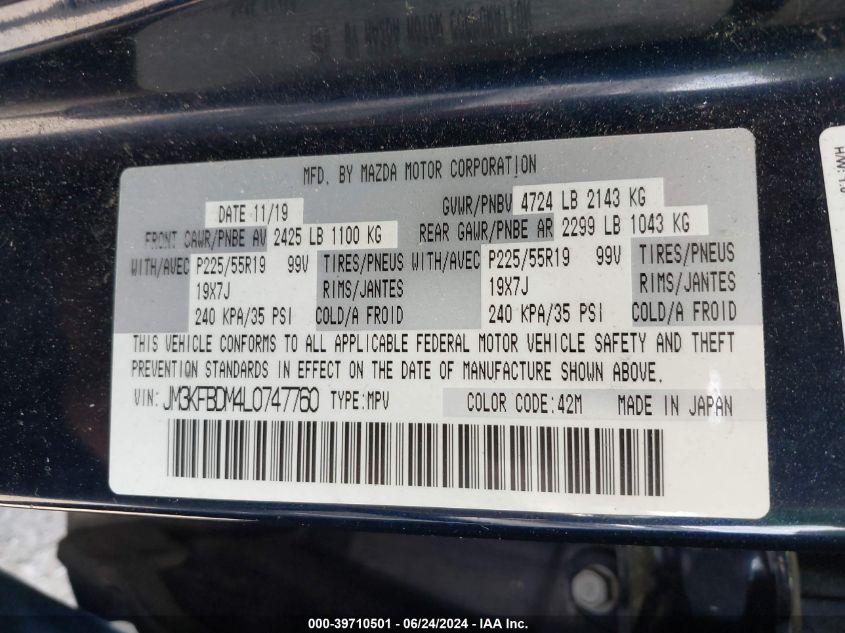 MFD. BY MAZDA MOTOR CORPORATION
DATE 11/19 GVWR/PNBV 4724 LB 2143 KG
FRONT GAWR/PNBE AV 2425 LB 1100 KG REAR GAWR/PNBE AR 2299 LB 1043 KG
WITH/AVEC P225/55R19 99V TIRES/PNEUS WITH/AVEC P225/55R19 99V TIRES/PNEUS
19X7J RIMS/JANTES 19X7J RIMS/JANTES
240 KPA/35 PSI COLD/A FROID 240 KPA/35 PSI COLD/A FROID
THIS VEHICLE CONFORMS TO ALL APPLICABLE FEDERAL MOTOR VEHICLE SAFETY AND THEFT
PREVENTION STANDARDS IN EFFECT ON THE DATE OF MANUFACTURE SHOWN ABOVE.
VIN: JM3KFBDM4L0747760 TYPE:MPV COLOR CODE:42M MADE IN JAPAN
000-39710501 - 06/24/2024 - IAA Inc.